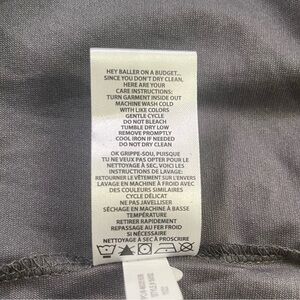 HEY BALLER ON A BUDGET...
SINCE YOU DON'T DRY CLEAN,
HERE ARE YOUR
CARE INSTRUCTIONS:
TURN GARMENT INSIDE OUT
MACHINE WASH COLD
WITH LIKE COLORS
GENTLE CYCLE
DO NOT BLEACH
TUMBLE DRY LOW
REMOVE PROMPTLY
COOL IRON IF NEEDED
DO NOT DRY CLEAN
OK GRIPPE-SOU, PUISQUE
TU NE VEUX PAS OPTER POUR LE
NETTOYAGE À SEC, VOICI LES
INSTRUCTIONS DE LAVAGE:
RETOURNER LE VÊTEMENT SUR L'ENVERS
LAVAGE EN MACHINE À FROID AVEC
DES COULEURS SIMILAIRES
CYCLE DÉLICAT
NE PAS JAVELLISER
SÉCHAGE EN MACHINE À BASSE
TEMPÉRATURE
RETIRER RAPIDEMENT
REPASSAGE AU FER FROID
SI NÉCESSAIRE
NETTOYAGE À SEC À PROSCRIRE